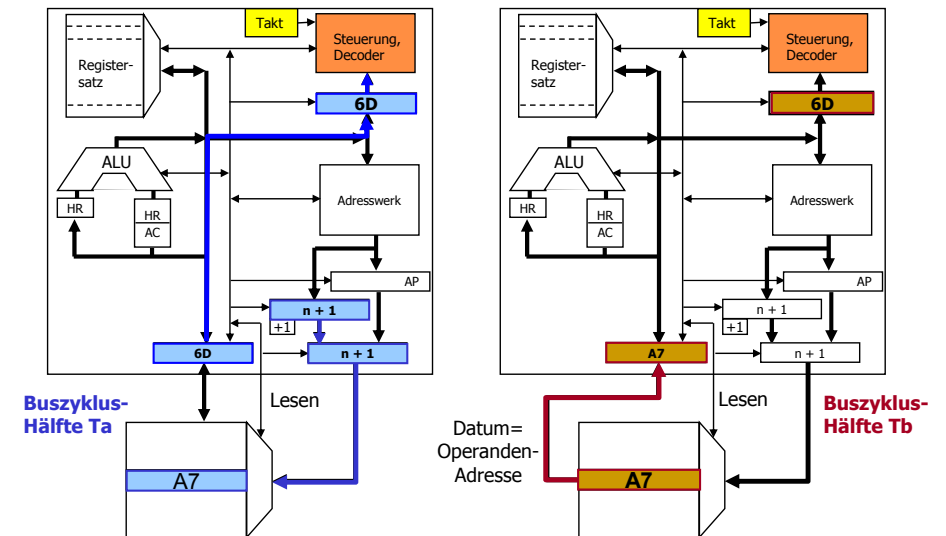 Takt
Steuerung,
Decoder
Register-
satz
6D
ALU
HR
HR
AC
Adresswerk
AP
n + 1
+1
6D
n + 1
Buszyklus-
Hälfte Ta
Lesen
A7
Takt
Steuerung,
Decoder
Register-
satz
6D
ALU
HR
HR
AC
Adresswerk
AP
n + 1
+1
A7
n + 1
Lesen
Buszyklus-
Hälfte Tb
Datum=
Operanden-
Adresse
A7